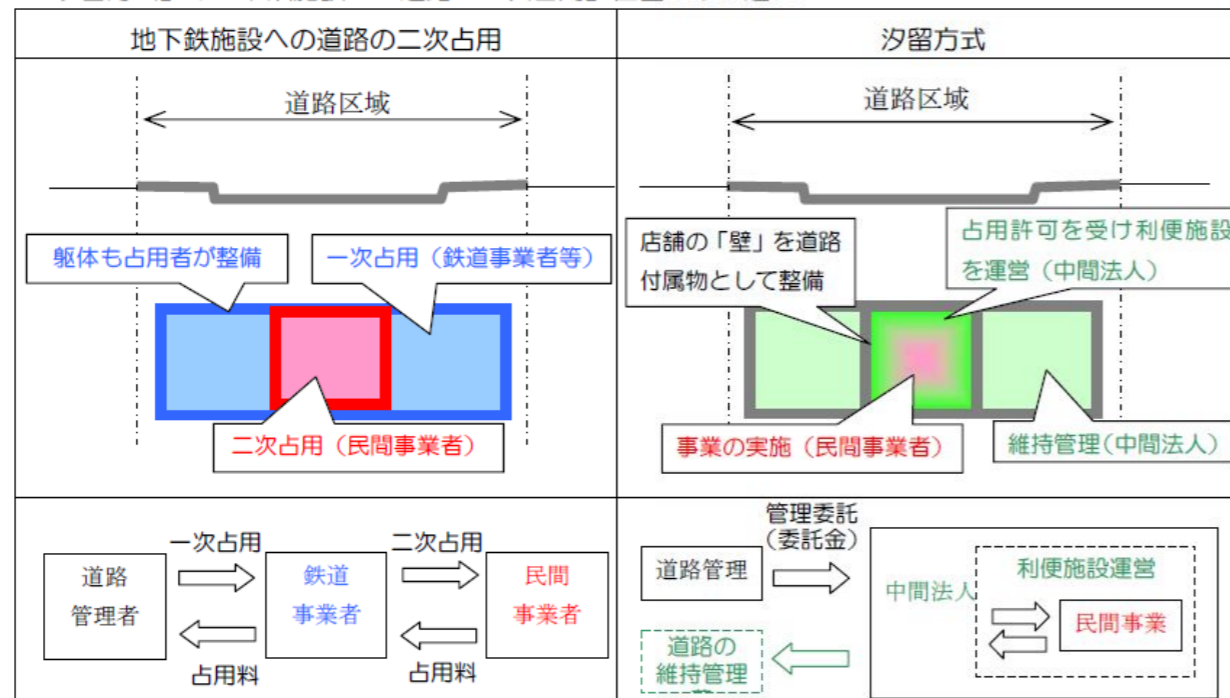 地下鉄施設への道路の二次占用
汐留方式
道路区域
躯体も占用者が整備
一次占用（鉄道事業者等）
二次占用（民間事業者）
道路区域
店舗の「壁」を道路
付属物として整備
占用許可を受け利便施設
を運営（中間法人）
事業の実施（民間事業者）
維持管理（中間法人）
道路
管理者
一次占用
占用料
鉄道
事業者
二次占用
占用料
民間
事業者
道路管理
管理委託
（委託金）
道路の
維持管理
中間法人
利便施設運営
民間事業